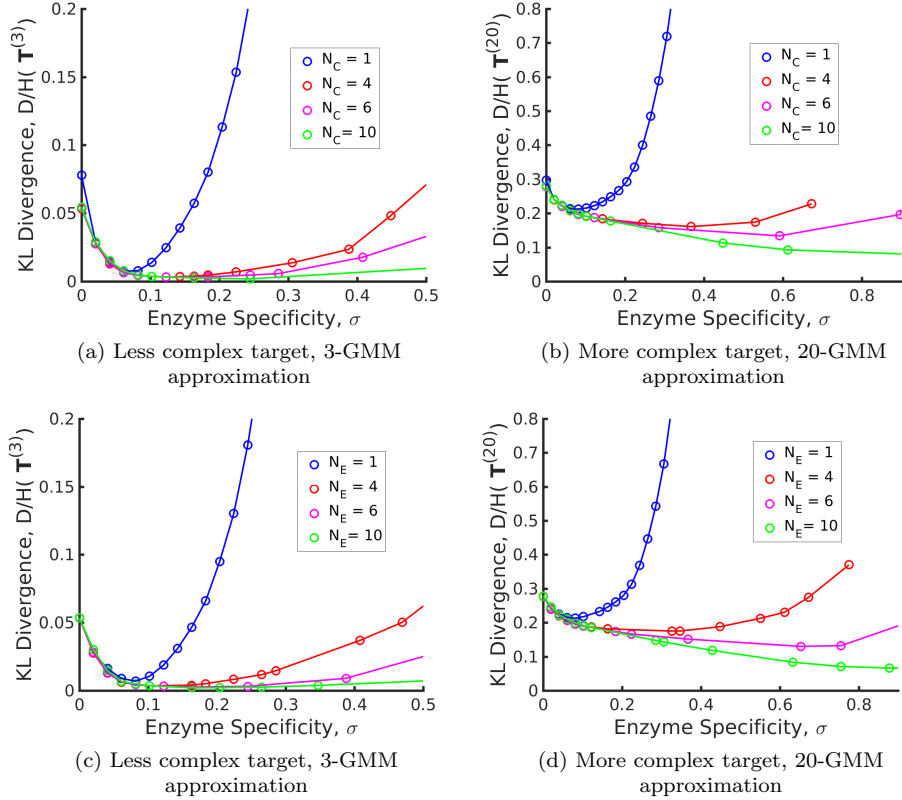 KL Divergence, D/H( T^(3))
0.2
0.15
0.1
0.05
0
N_C = 1
N_C = 4
N_C = 6
N_C= 10
0 0.1 0.2 0.3 0.4 0.5
Enzyme Specificity, σ
(a) Less complex target, 3-GMM
approximation
KL Divergence, D/H( T^(20))
0.8
0.7
0.6
0.5
0.4
0.3
0.2
0.1
0
N_C = 1
N_C = 4
N_C = 6
N_C= 10
0 0.2 0.4 0.6 0.8
Enzyme Specificity, σ
(b) More complex target, 20-GMM
approximation
KL Divergence, D/H( T^(3))
0.2
0.15
0.1
0.05
0
N_E = 1
N_E = 4
N_E = 6
N_E= 10
0 0.1 0.2 0.3 0.4 0.5
Enzyme Specificity, σ
(c) Less complex target, 3-GMM
approximation
KL Divergence, D/H( T^(20))
0.8
0.7
0.6
0.5
0.4
0.3
0.2
0.1
0
N_E = 1
N_E = 4
N_E = 6
N_E= 10
0 0.2 0.4 0.6 0.8
Enzyme Specificity, σ
(d) More complex target, 20-GMM
approximation